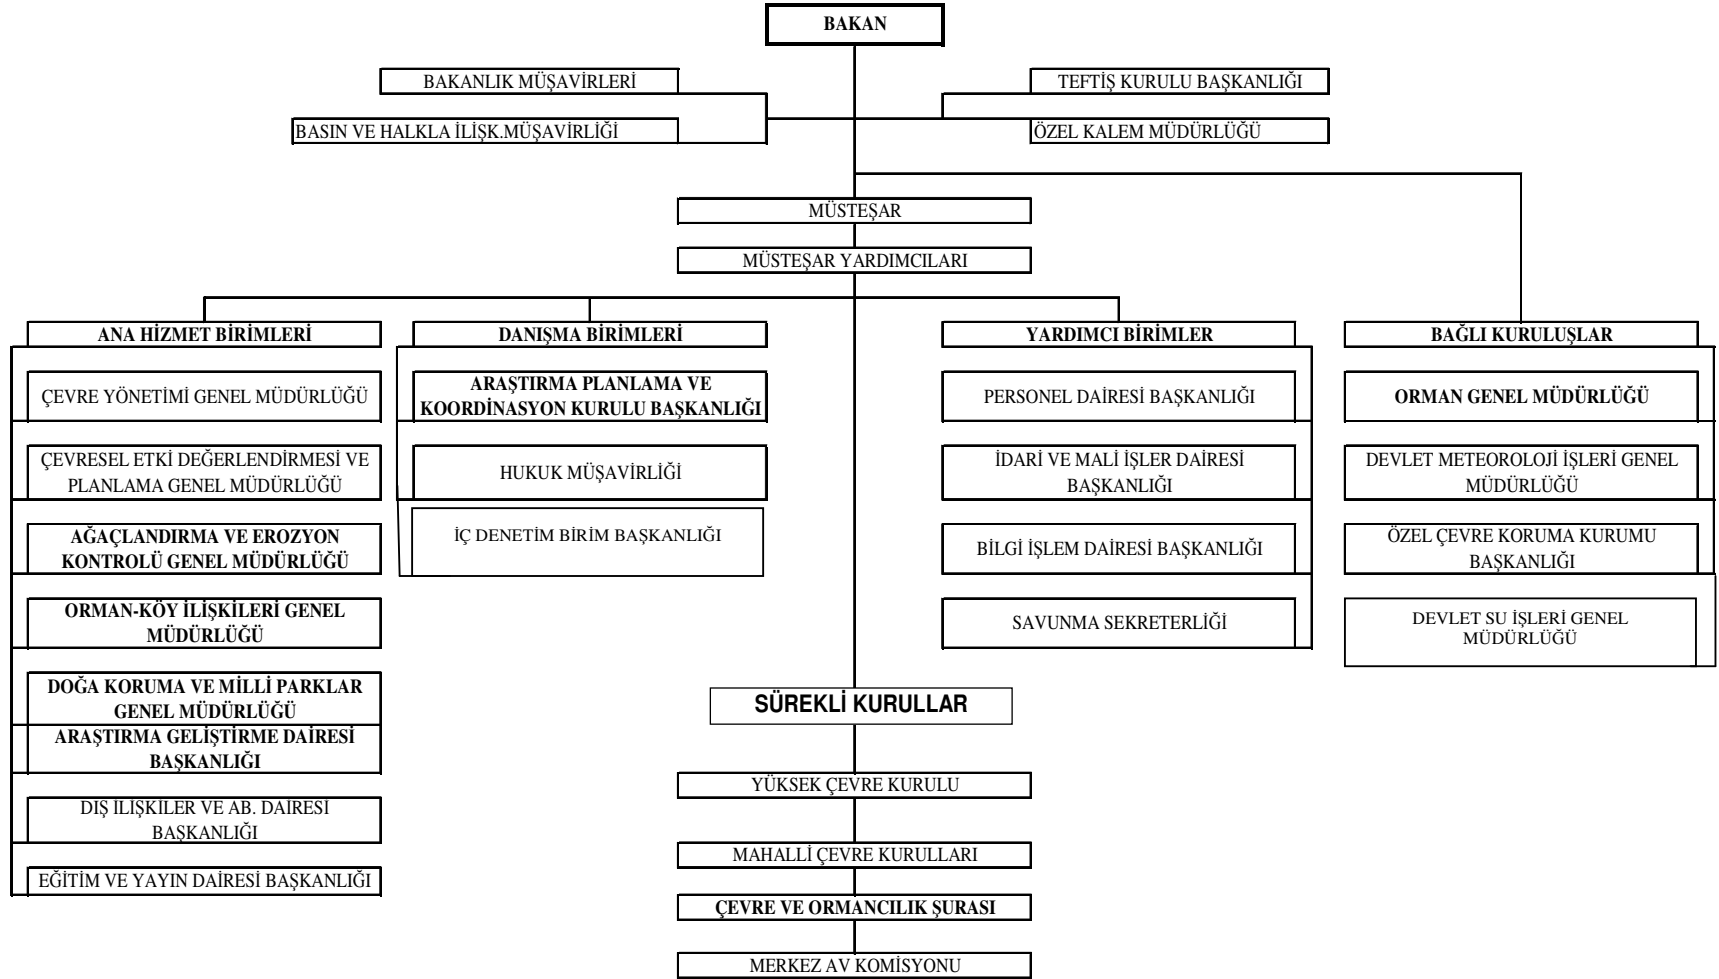 BAKAN
BAKANLIK MÜŞAVİRLERİ
TEFTİŞ KURULU BAŞKANLIĞI
BASIN VE HALKLA İLİŞK.MÜŞAVİRLİĞİ
ÖZEL KALEM MÜDÜRLÜĞÜ
MÜSTEŞAR
MÜSTEŞAR YARDIMCILARI
ANA HİZMET BİRİMLERİ
ÇEVRE YÖNETİMİ GENEL MÜDÜRLÜĞÜ
ÇEVRESEL ETKİ DEĞERLENDİRMESİ VE
PLANLAMA GENEL MÜDÜRLÜĞÜ
AĞAÇLANDIRMA VE EROZYON
KONTROLÜ GENEL MÜDÜRLÜĞÜ
ORMAN-KÖY İLİŞKİLERİ GENEL
MÜDÜRLÜĞÜ
DOĞA KORUMA VE MİLLİ PARKLAR
GENEL MÜDÜRLÜĞÜ
ARAŞTIRMA GELİŞTİRME DAİRESİ
BAŞKANLIĞI
DIŞ İLİŞKİLER VE AB. DAİRESİ
BAŞKANLIĞI
EĞİTİM VE YAYIN DAİRESİ BAŞKANLIĞI
DANIŞMA BİRİMLERİ
ARAŞTIRMA PLANLAMA VE
KOORDİNASYON KURULU BAŞKANLIĞI
HUKUK MÜŞAVİRLİĞİ
İÇ DENETİM BİRİM BAŞKANLIĞI
YARDIMCI BİRİMLER
PERSONEL DAİRESİ BAŞKANLIĞI
İDARİ VE MALİ İŞLER DAİRESİ
BAŞKANLIĞI
BİLGİ İŞLEM DAİRESİ BAŞKANLIĞI
SAVUNMA SEKRETERLİĞİ
BAĞLI KURULUŞLAR
ORMAN GENEL MÜDÜRLÜĞÜ
DEVLET METEOROLOJİ İŞLERİ GENEL
MÜDÜRLÜĞÜ
ÖZEL ÇEVRE KORUMA KURUMU
BAŞKANLIĞI
DEVLET SU İŞLERİ GENEL
MÜDÜRLÜĞÜ
SÜREKLİ KURULLAR
YÜKSEK ÇEVRE KURULU
MAHALLİ ÇEVRE KURULLARI
ÇEVRE VE ORMANCILIK ŞURASI
MERKEZ AV KOMİSYONU